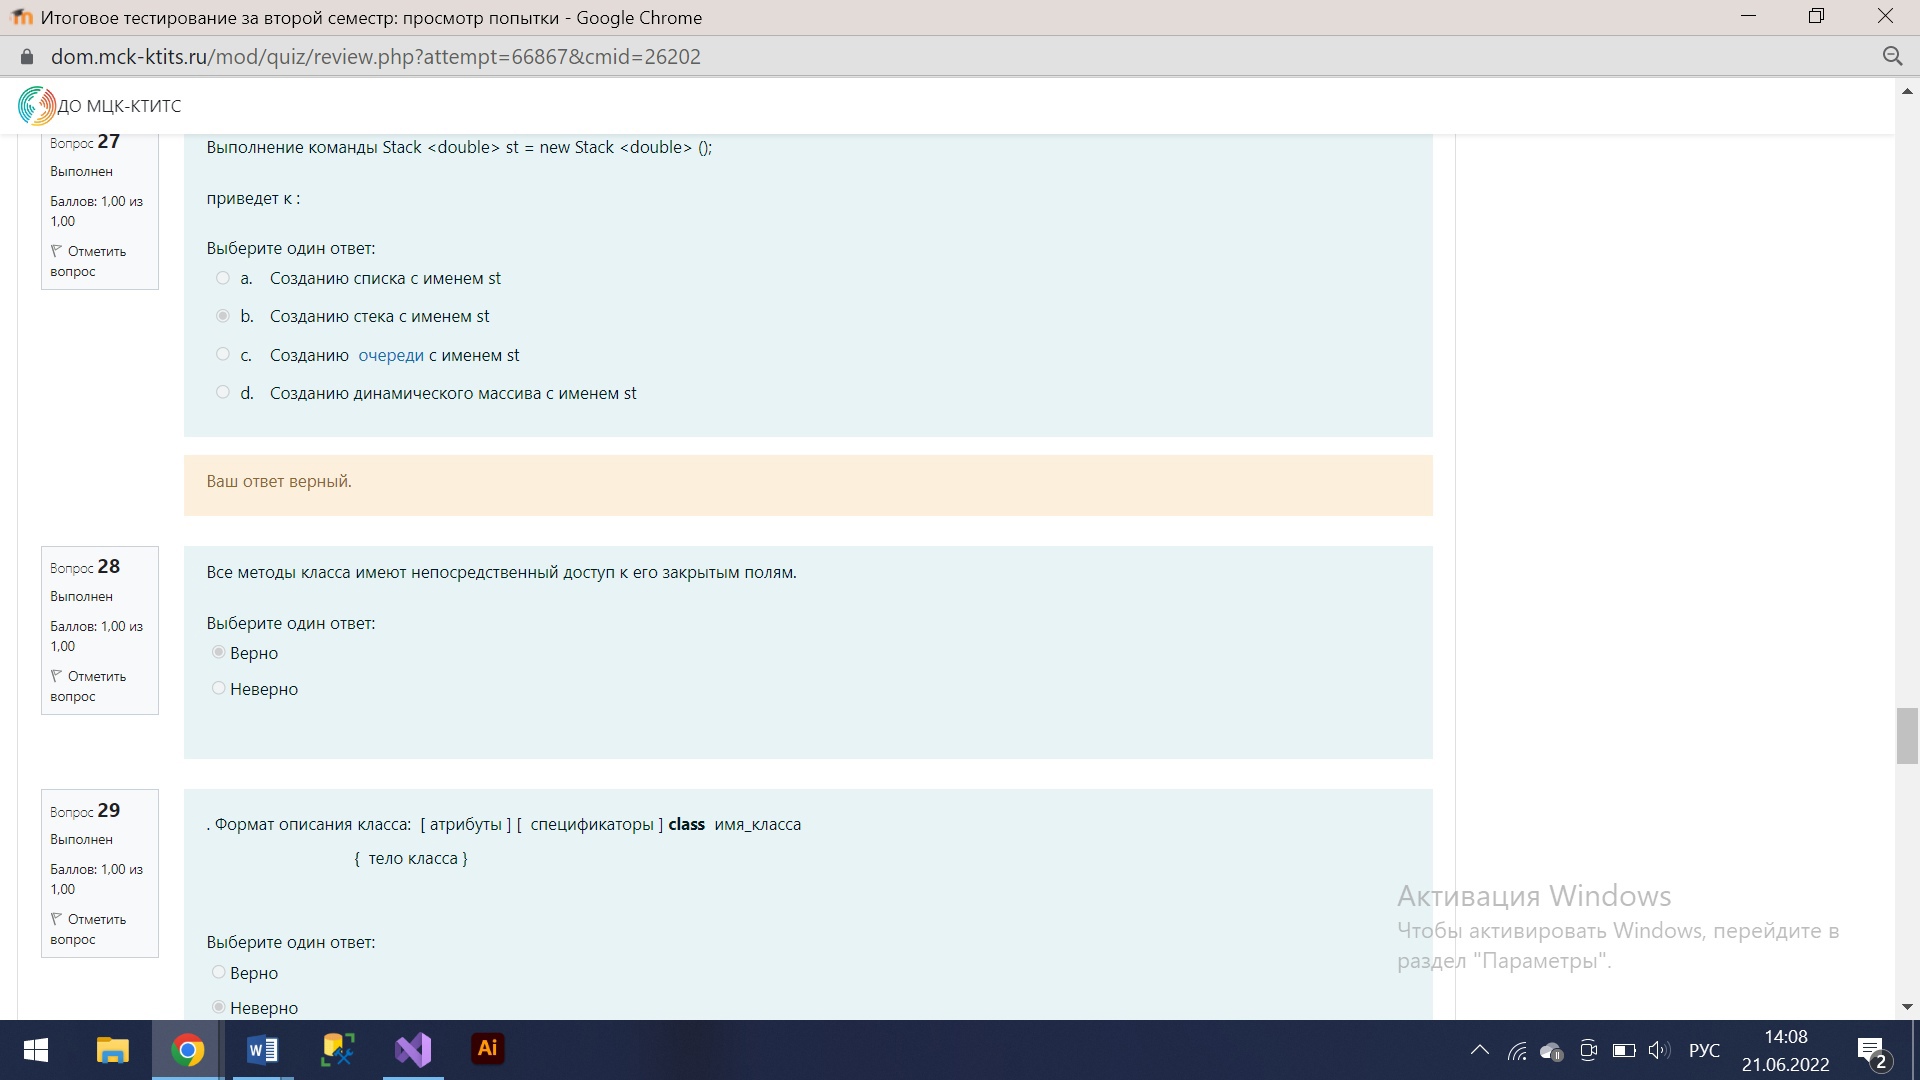 Итоговое тестирование за второй семестр: просмотр попытки - Google Chrome
dom.mck-ktits.ru/mod/quiz/review.php?attempt=66867&cmid=26202
ДО МЦК-КТИТС
Вопрос 27
Выполнен
Баллов: 1,00 из
1,00
Отметить
вопрос
Выполнение команды Stack <double> st = new Stack <double> ();
приведет к :
Выберите один ответ:
a. Созданию списка с именем st
b. Созданию стека с именем st
c. Созданию очереди с именем st
d. Созданию динамического массива с именем st
Ваш ответ верный.
Вопрос 28
Выполнен
Баллов: 1,00 из
1,00
Отметить
вопрос
Все методы класса имеют непосредственный доступ к его закрытым полям.
Выберите один ответ:
Верно
Неверно
Вопрос 29
Выполнен
Баллов: 1,00 из
1,00
Отметить
вопрос
. Формат описания класса: [ атрибуты ] [ спецификаторы ] class имя_класса
{ тело класса }
Выберите один ответ:
Верно
Неверно
Активация Windows
Чтобы активировать Windows, перейдите в
раздел "Параметры".
Ai
РУС
14:08
21.06.2022
2